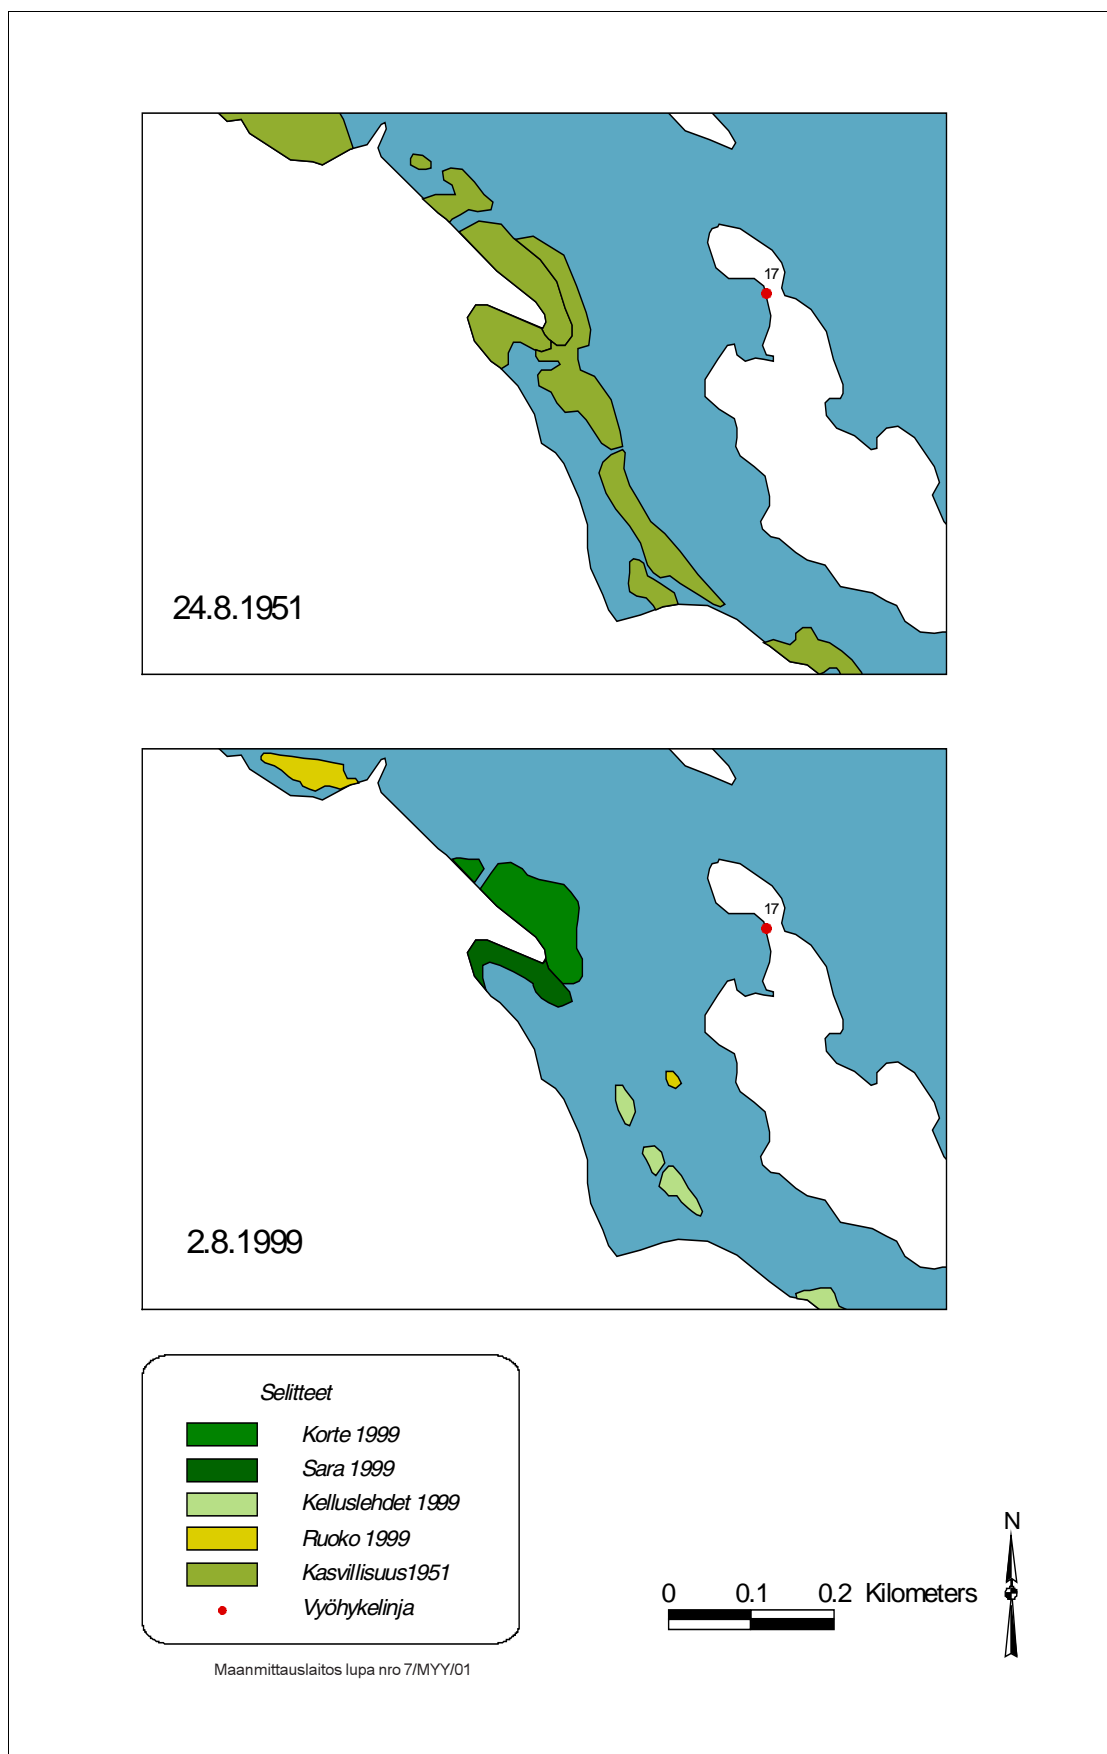 17
24.8.1951
17
2.8.1999
Selitteet
Korte 1999
Sara 1999
Kelluslehdet 1999
Ruoko 1999
Kasvillisuus1951
Vyöhykelinja
N
0 0.1 0.2 Kilometers
Maanmittauslaitos lupa nro 7/MYY/01